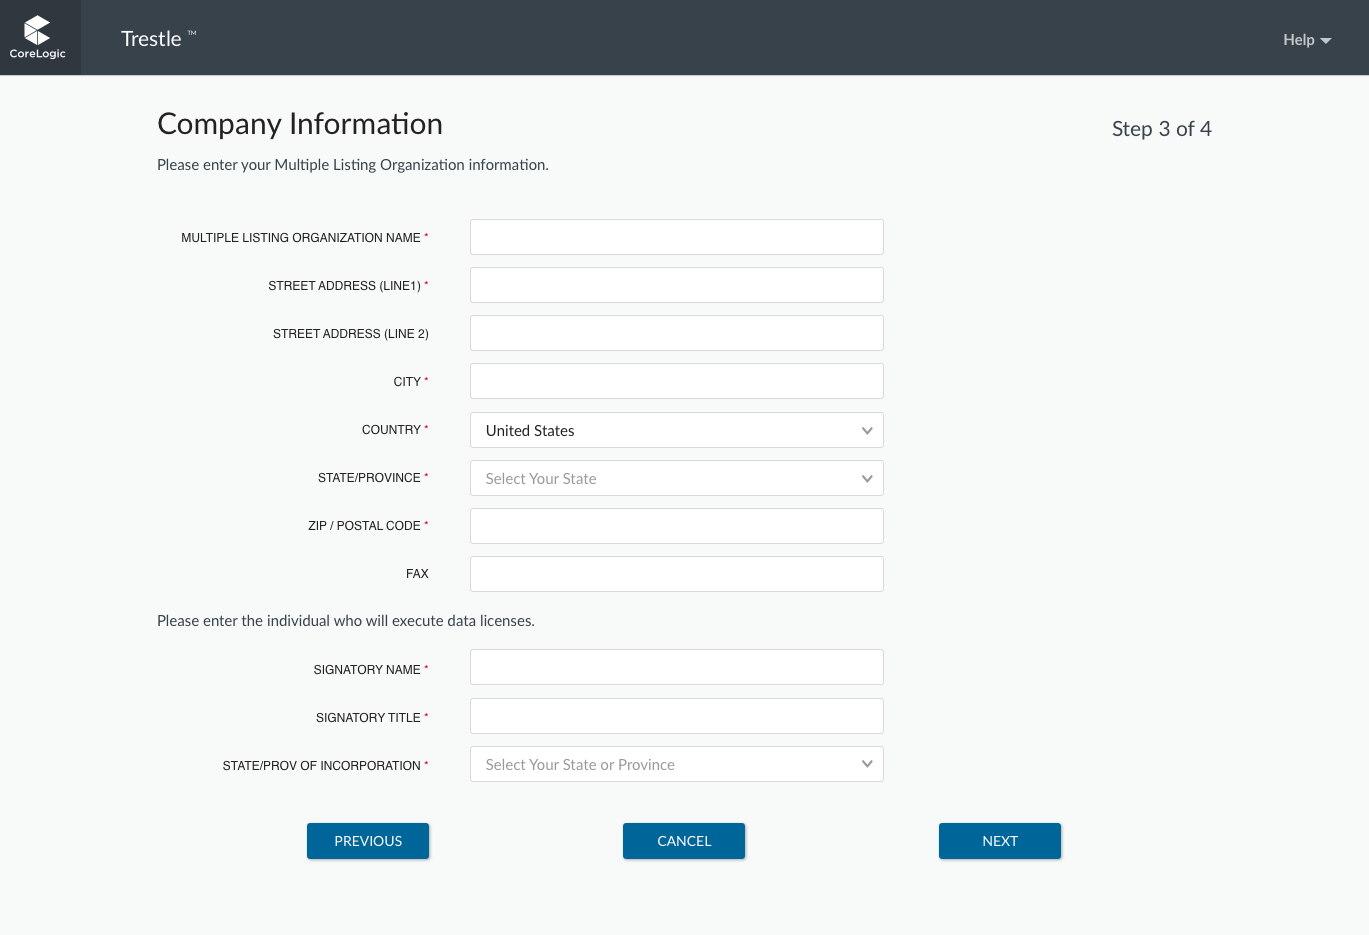 CoreLogic
Trestle ™
Help
Company Information
Step 3 of 4
Please enter your Multiple Listing Organization information.
MULTIPLE LISTING ORGANIZATION NAME *
STREET ADDRESS (LINE1) *
STREET ADDRESS (LINE 2)
CITY *
COUNTRY *
United States
STATE/PROVINCE *
Select Your State
ZIP / POSTAL CODE *
FAX
Please enter the individual who will execute data licenses.
SIGNATORY NAME *
SIGNATORY TITLE *
STATE/PROV OF INCORPORATION *
Select Your State or Province
PREVIOUS
CANCEL
NEXT